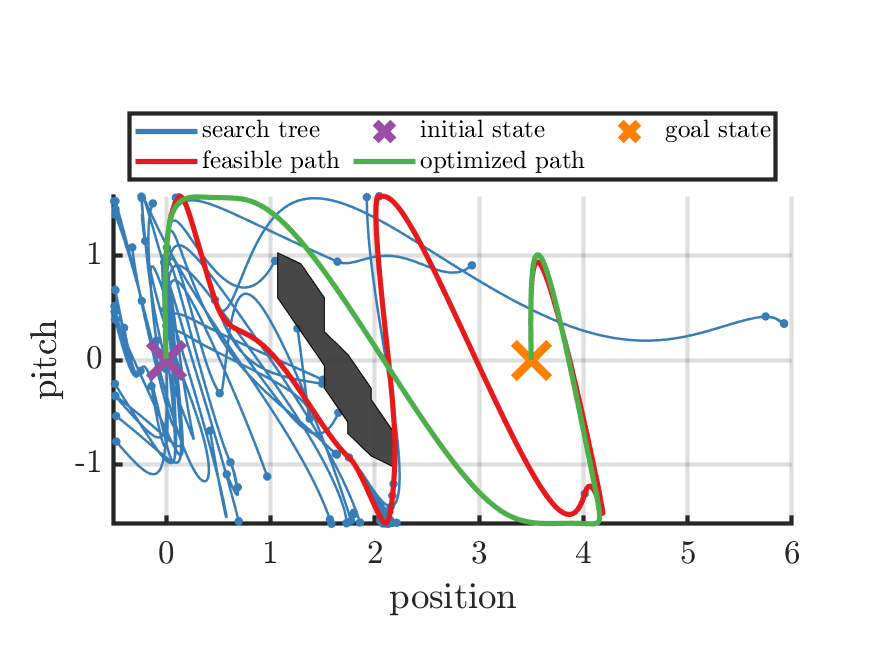 search tree initial state goal state
feasible path optimized path
1
0
-1
pitch
0 1 2 3 4 5 6
position